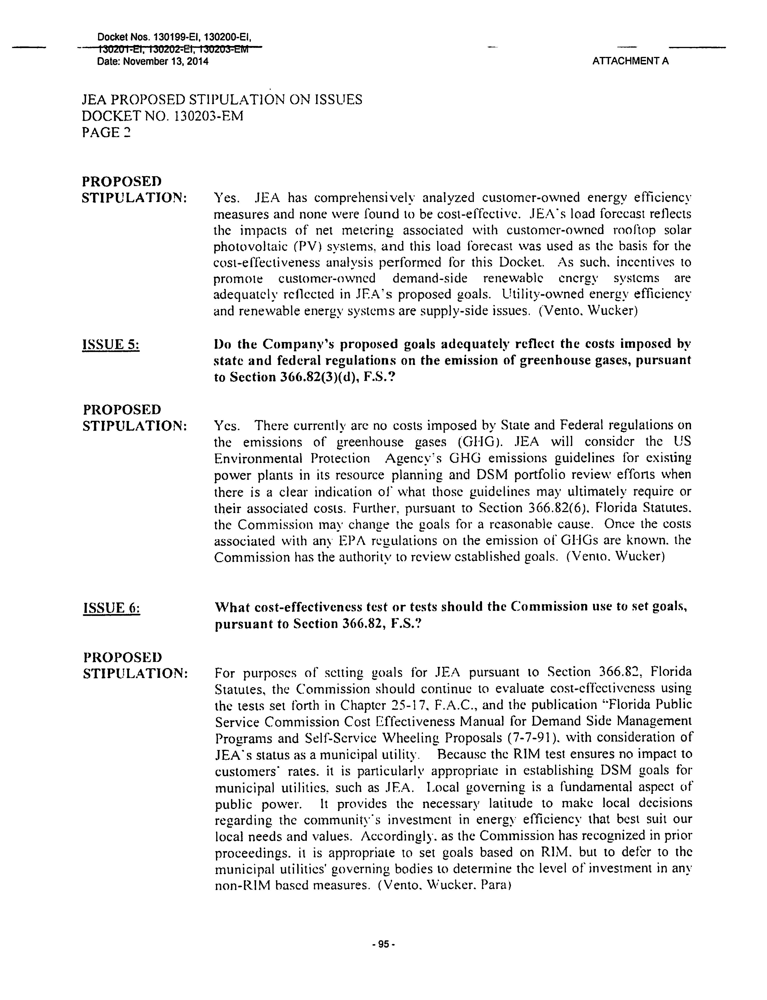 Docket Nos. 130199-EI, 130200-EI,
130201-EI, 130202-EI, 130203-EM
Date: November 13, 2014
ATTACHMENT A
JEA PROPOSED STIPULATION ON ISSUES
DOCKET NO. 130203-EM
PAGE 2
PROPOSED
STIPULATION: Yes. JEA has comprehensively analyzed customer-owned energy efficiency
measures and none were found to be cost-effective. JEA's load forecast reflects
the impacts of net metering associated with customer-owned rooftop solar
photovoltaic (PV) systems, and this load forecast was used as the basis for the
cost-effectiveness analysis performed for this Docket. As such, incentives to
promote customer-owned demand-side renewable energy systems are
adequately reflected in JEA's proposed goals. Utility-owned energy efficiency
and renewable energy systems are supply-side issues. (Vento, Wucker)
ISSUE 5: Do the Company's proposed goals adequately reflect the costs imposed by
state and federal regulations on the emission of greenhouse gases, pursuant
to Section 366.82(3)(d), F.S.?
PROPOSED
STIPULATION: Yes. There currently are no costs imposed by State and Federal regulations on
the emissions of greenhouse gases (GHG). JEA will consider the US
Environmental Protection Agency's GHG emissions guidelines for existing
power plants in its resource planning and DSM portfolio review efforts when
there is a clear indication of what those guidelines may ultimately require or
their associated costs. Further, pursuant to Section 366.82(6), Florida Statutes,
the Commission may change the goals for a reasonable cause. Once the costs
associated with any EPA regulations on the emission of GHGs are known, the
Commission has the authority to review established goals. (Vento, Wucker)
ISSUE 6: What cost-effectiveness test or tests should the Commission use to set goals,
pursuant to Section 366.82, F.S.?
PROPOSED
STIPULATION: For purposes of setting goals for JEA pursuant to Section 366.82, Florida
Statutes, the Commission should continue to evaluate cost-effectiveness using
the tests set forth in Chapter 25-17, F.A.C., and the publication "Florida Public
Service Commission Cost Effectiveness Manual for Demand Side Management
Programs and Self-Service Wheeling Proposals (7-7-91), with consideration of
JEA's status as a municipal utility. Because the RIM test ensures no impact to
customers' rates, it is particularly appropriate in establishing DSM goals for
municipal utilities, such as JEA. Local governing is a fundamental aspect of
public power. It provides the necessary latitude to make local decisions
regarding the community's investment in energy efficiency that best suit our
local needs and values. Accordingly, as the Commission has recognized in prior
proceedings, it is appropriate to set goals based on RIM, but to defer to the
municipal utilities' governing bodies to determine the level of investment in any
non-RIM based measures. (Vento, Wucker, Para)
- 95 -